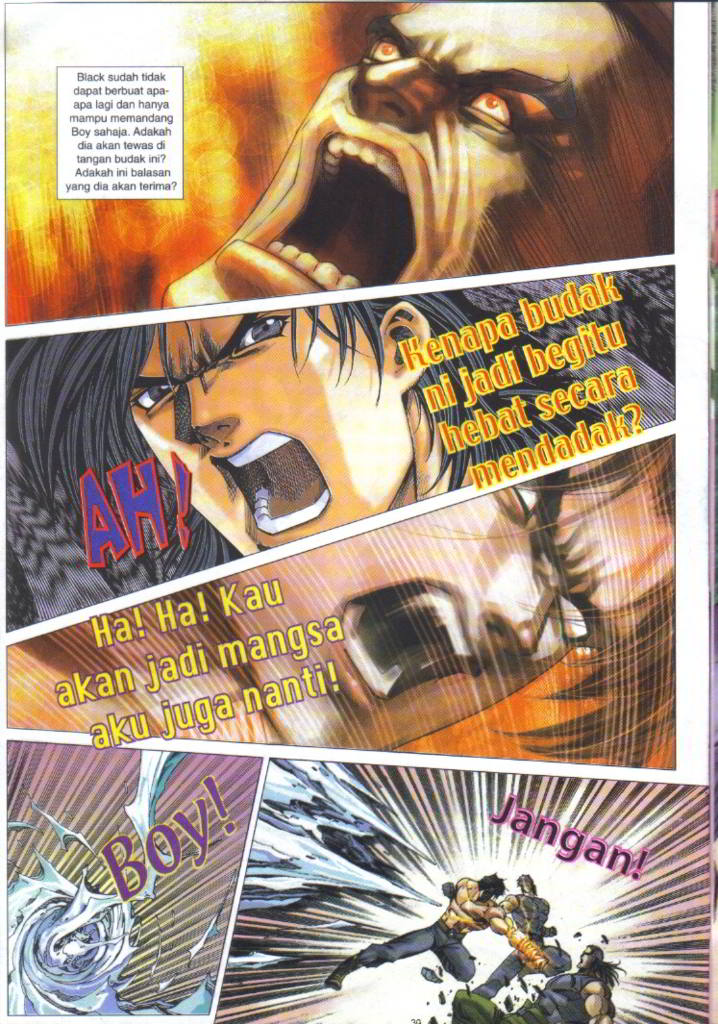 Black sudah tidak
dapat berbuat apa-
apa lagi dan hanya
mampu memandang
Boy sahaja. Adakah
dia akan tewas di
tangan budak ini?
Adakah ini balasan
yang dia akan terima?
Kenapa budak
ni jadi begitu
hebat secara
mendadak?
AH!
Ha! Ha! Kau
akan jadi mangsa
aku juga nanti!
Boy!
Jangan!
39